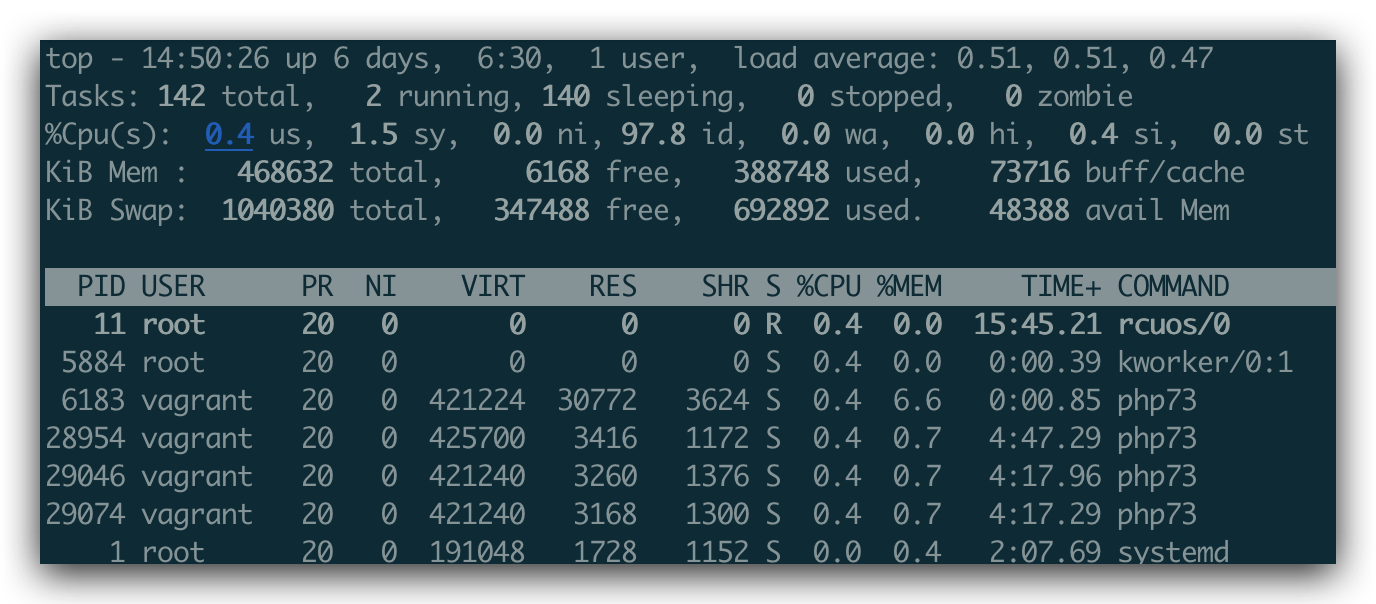 top - 14:50:26 up 6 days,  6:30,  1 user,  load average: 0.51, 0.51, 0.47
Tasks: 142 total,   2 running, 140 sleeping,   0 stopped,   0 zombie
%Cpu(s):  0.4 us,  1.5 sy,  0.0 ni, 97.8 id,  0.0 wa,  0.0 hi,  0.4 si,  0.0 st
KiB Mem :   468632 total,     6168 free,   388748 used,    73716 buff/cache
KiB Swap:  1040380 total,   347488 free,   692892 used.    48388 avail Mem
  PID USER      PR  NI    VIRT    RES    SHR S %CPU %MEM     TIME+ COMMAND
   11 root      20   0       0      0      0 R  0.4  0.0  15:45.21 rcuos/0
 5884 root      20   0       0      0      0 S  0.4  0.0   0:00.39 kworker/0:1
 6183 vagrant   20   0  421224  30772   3624 S  0.4  6.6   0:00.85 php73
28954 vagrant   20   0  425700   3416   1172 S  0.4  0.7   4:47.29 php73
29046 vagrant   20   0  421240   3260   1376 S  0.4  0.7   4:17.96 php73
29074 vagrant   20   0  421240   3168   1300 S  0.4  0.7   4:17.29 php73
    1 root      20   0  191048   1728   1152 S  0.0  0.4   2:07.69 systemd